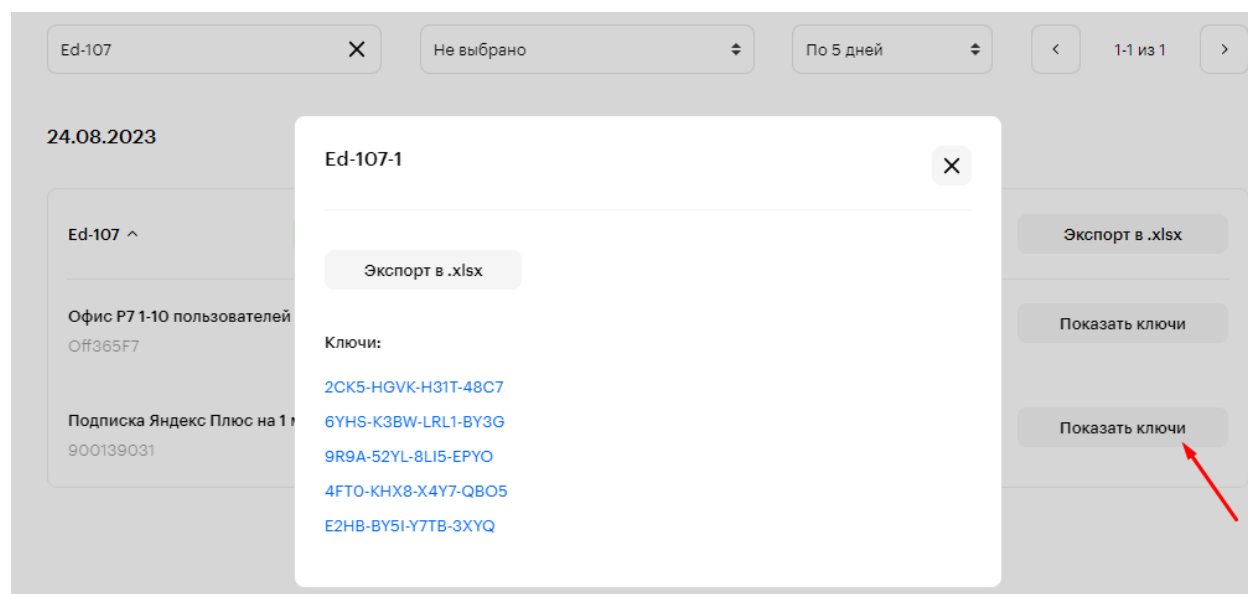 Ed-107
Не выбрано
По 5 дней
1-1 из 1
24.08.2023
Ed-107-1
Ed-107
Экспорт в .xlsx
Экспорт в .xlsx
Офис Р7 1-10 пользователей
Off365F7
Показать ключи
Ключи:
2CK5-HGVK-H31T-48C7
6YHS-K3BW-LRL1-BY3G
9R9A-52YL-8LI5-EPYO
4FT0-KHX8-X4Y7-QBO5
E2HB-BY5I-Y7TB-3XYQ
Подписка Яндекс Плюс на 1
900139031
Показать ключи